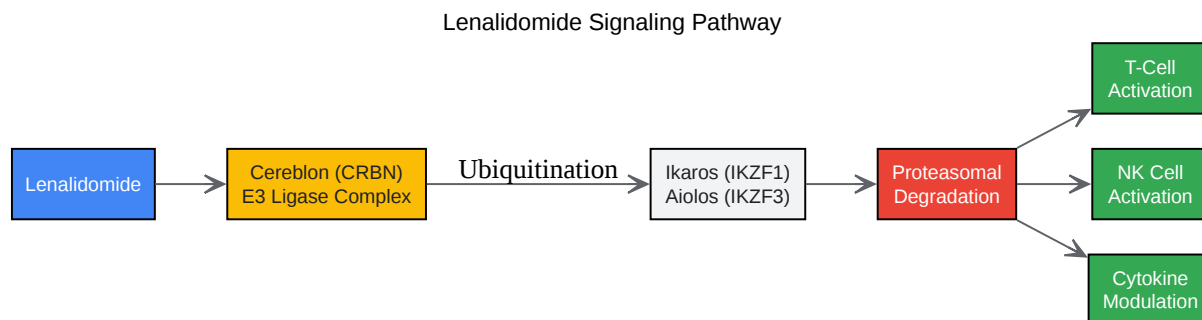 Lenalidomide Signaling Pathway
Lenalidomide
Cereblon (CRBN)
E3 Ligase Complex
Ubiquitination
Ikaros (IKZF1)
Aiolos (IKZF3)
Proteasomal
Degradation
T-Cell
Activation
NK Cell
Activation
Cytokine
Modulation